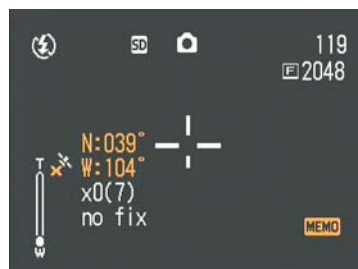 SD
119
F 2048
N:039°
W:104°
x0(7)
no fix
T
W
MEMO